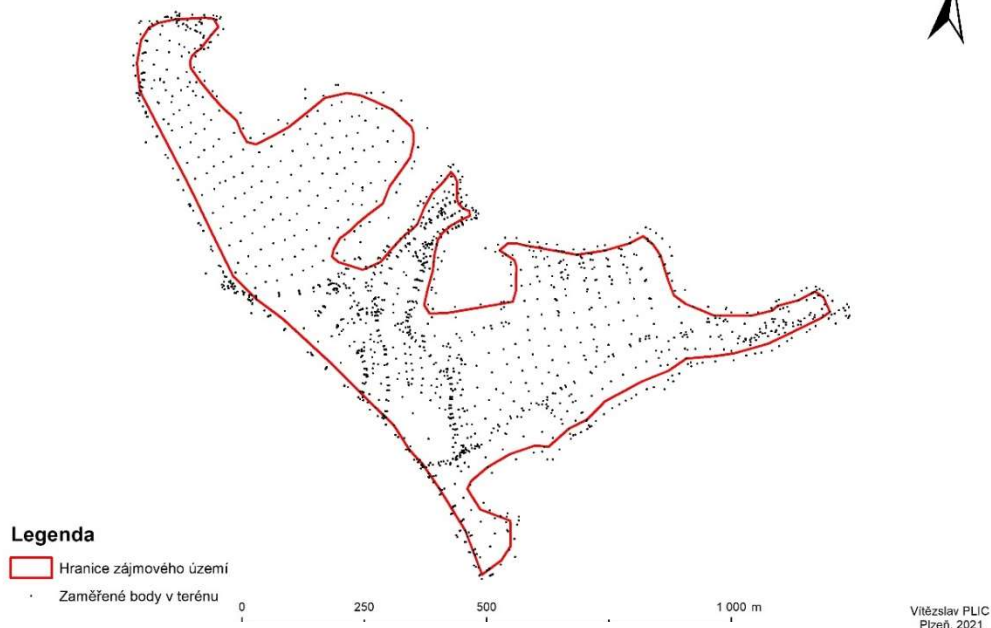 Legenda
Hranice zájmového území
Zaměřené body v terénu
0 250 500 1 000 m
Vítězslav PLIC
Plzeň, 2021